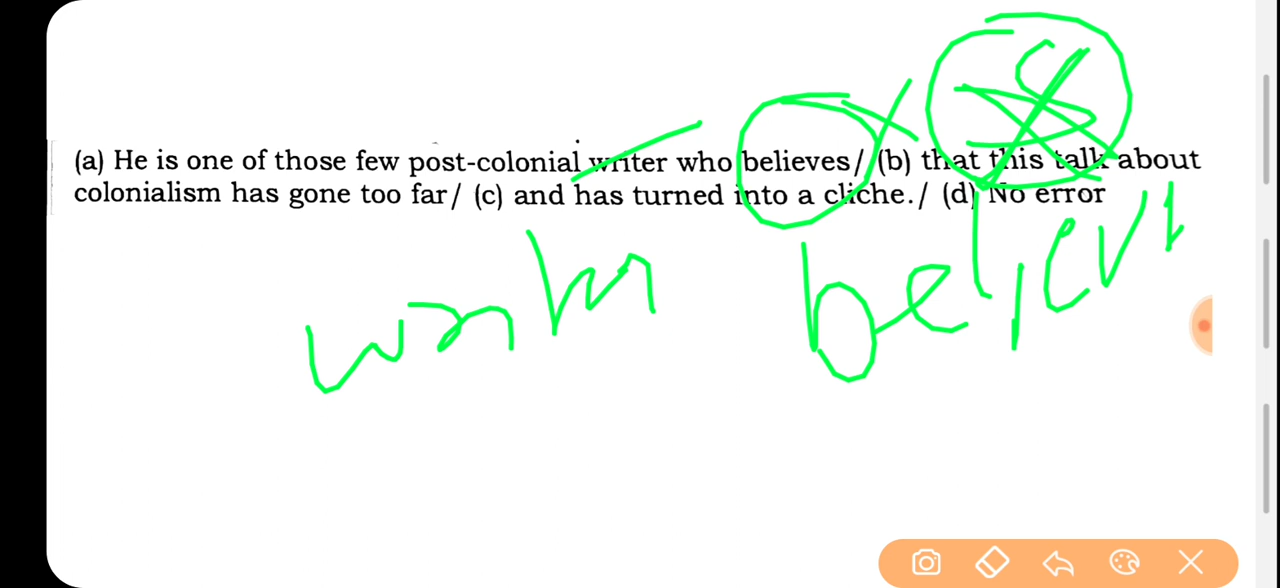 (a) He is one of those few post-colonial writer who believes/ (b) that this talk about
colonialism has gone too far/ (c) and has turned into a cliche./ (d) No error
believe